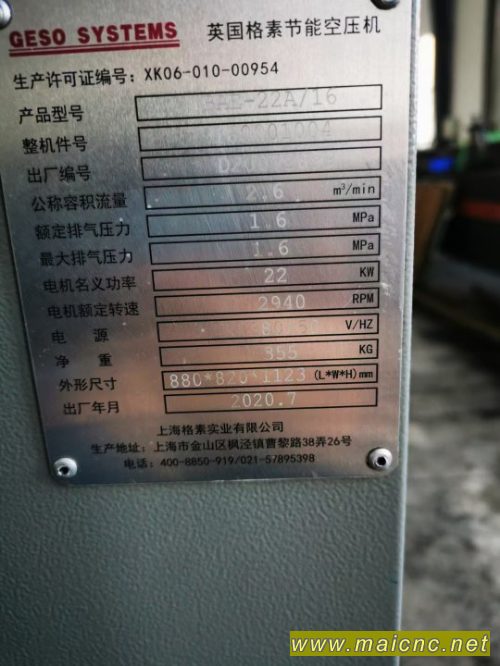 GESO SYSTEMS 英国格素节能空压机
生产许可证编号：XK06-010-00954
产品型号 -22A/16
整机件号
出厂编号
公称容积流量 2.6 m³/min
额定排气压力 1.6 MPa
最大排气压力 1.6 MPa
电机名义功率 22 KW
电机额定转速 2940 RPM
电 源 V/HZ
净 重 355 KG
外形尺寸 880*820*1123 (L*W*H)mm
出厂年月 2020.7
上海格素实业有限公司
生产地址：上海市金山区枫泾镇曹黎路38弄26号
电话：400-8850-919/021-57895398
www.maicnc.net